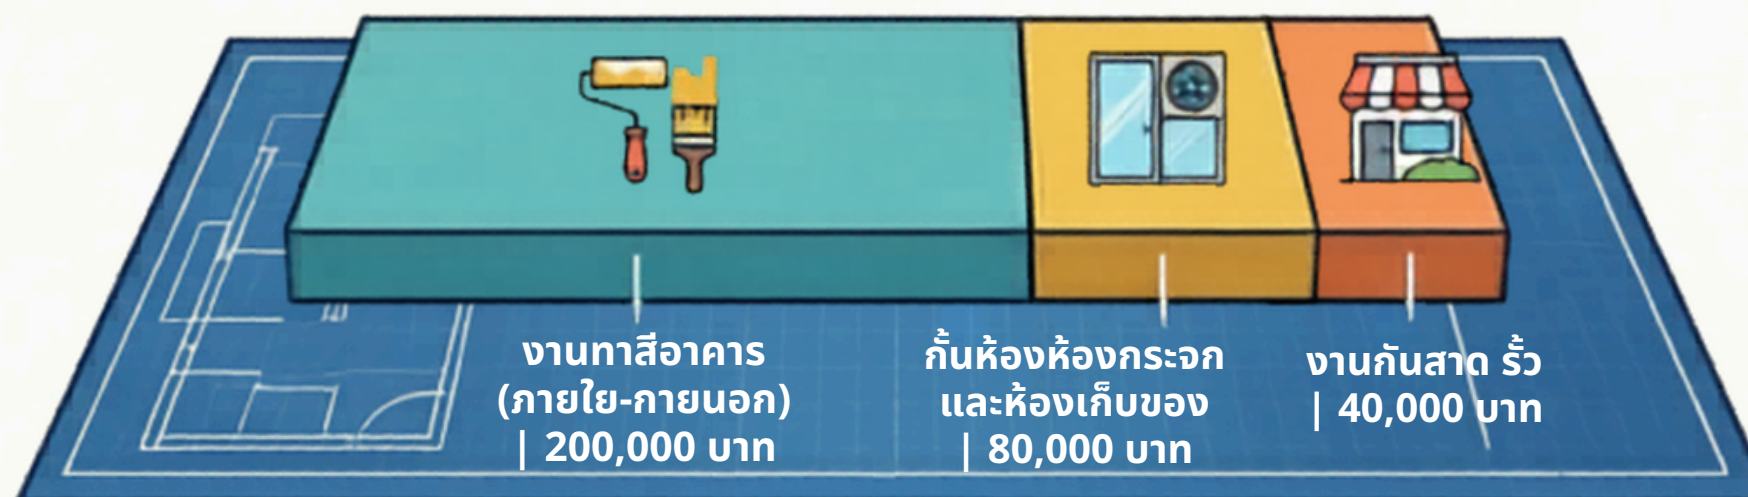 งานทาสีอาคาร
(ภายใย-กายนอก)
| 200,000 บาท
กั้นห้องห้องกระจก
และห้องเก็บของ
| 80,000 บาท
งานกันสาด รั้ว
| 40,000 บาท